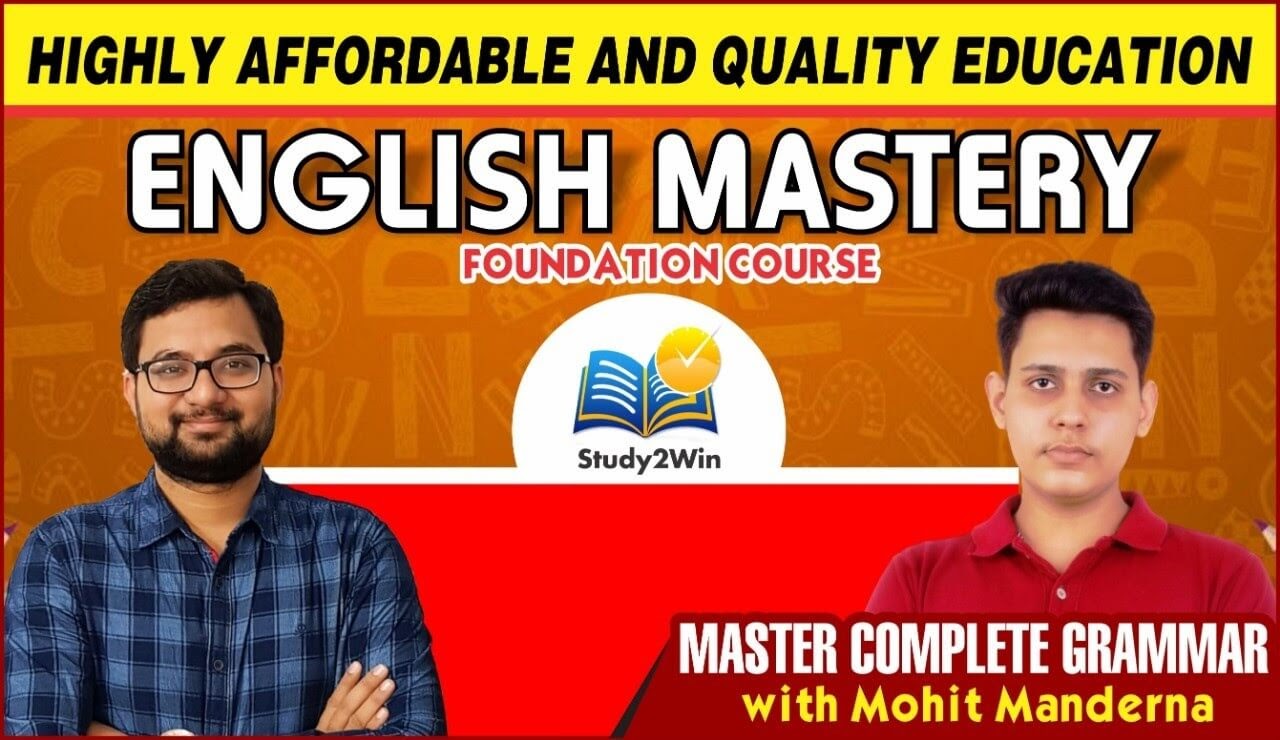 HIGHLY AFFORDABLE AND QUALITY EDUCATION
ENGLISH MASTERY
FOUNDATION COURSE
Study2Win
MASTER COMPLETE GRAMMAR
with Mohit Manderna